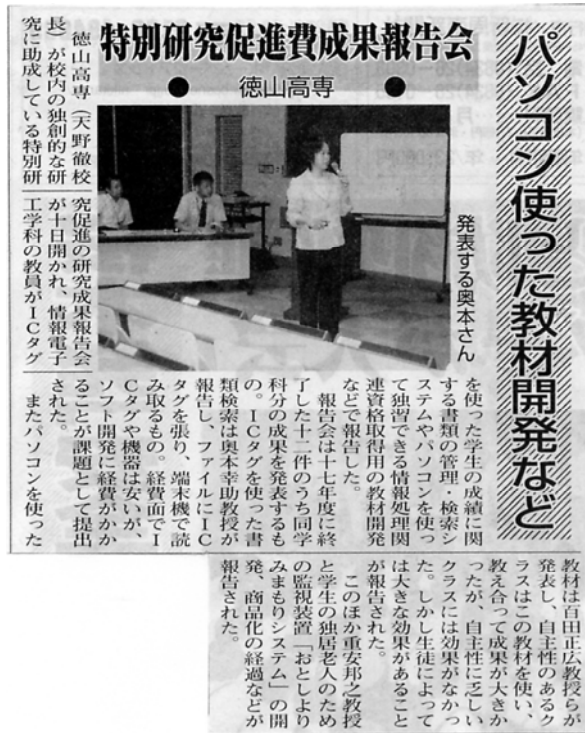 パソコン使った教材開発など
特別研究促進費成果報告会
● 徳山高専 ●
発表する奥本さん
徳山高専(天野徹校
長)が校内の独創的な研
究に助成している特別研
究促進の研究成果報告会
が十日開かれ、情報電子
工学科の教員がICタグ
を使った学生の成績に関
する書類の管理・検索シ
ステムやパソコンを使っ
て独習できる情報処理関
連資格取得用の教材開発
などで報告した。
報告会は十七年度に終
了した十二件のうち同学
科分の成果を発表するも
の。ICタグを使った書
類検索は奥本幸助教授が
報告し、ファイルにIC
タグを張り、端末機で読
み取るもの。経費面でI
Cタグや機器は安いが、
ソフト開発に経費がかか
ることが課題として提出
された。
またパソコンを使った
教材は百田正広教授らが
発表し、自主性のあるク
ラスはこの教材を使い、
教え合って成果が大きか
ったが、自主性に乏しい
クラスには効果がなかっ
た。しかし生徒によって
は大きな効果があること
が報告された。
このほか重安邦之教授
と学生の独居老人のため
の監視装置「おとしより
みまもりシステム」の開
発、商品化の経過などが
報告された。